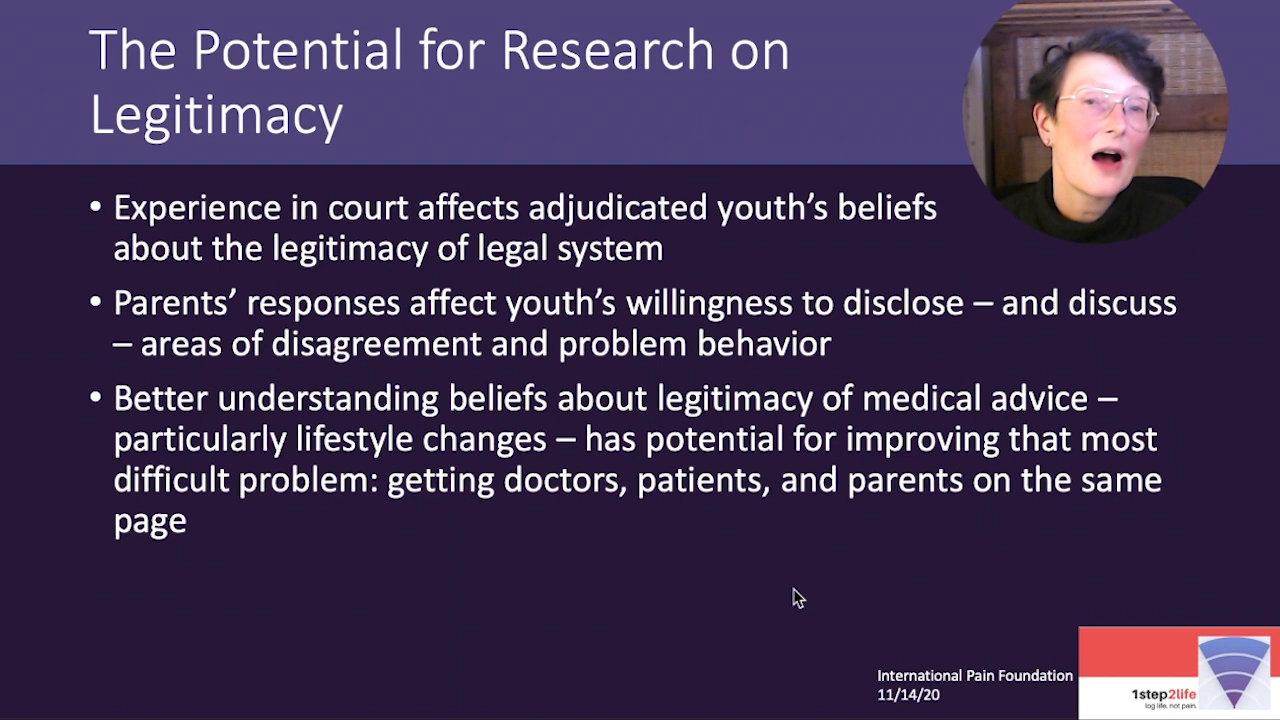 The Potential for Research on
Legitimacy
• Experience in court affects adjudicated youth’s beliefs
about the legitimacy of legal system
• Parents’ responses affect youth’s willingness to disclose – and discuss
– areas of disagreement and problem behavior
• Better understanding beliefs about legitimacy of medical advice –
particularly lifestyle changes – has potential for improving that most
difficult problem: getting doctors, patients, and parents on the same
page
International Pain Foundation
11/14/20
1step2life
log life. not pain.